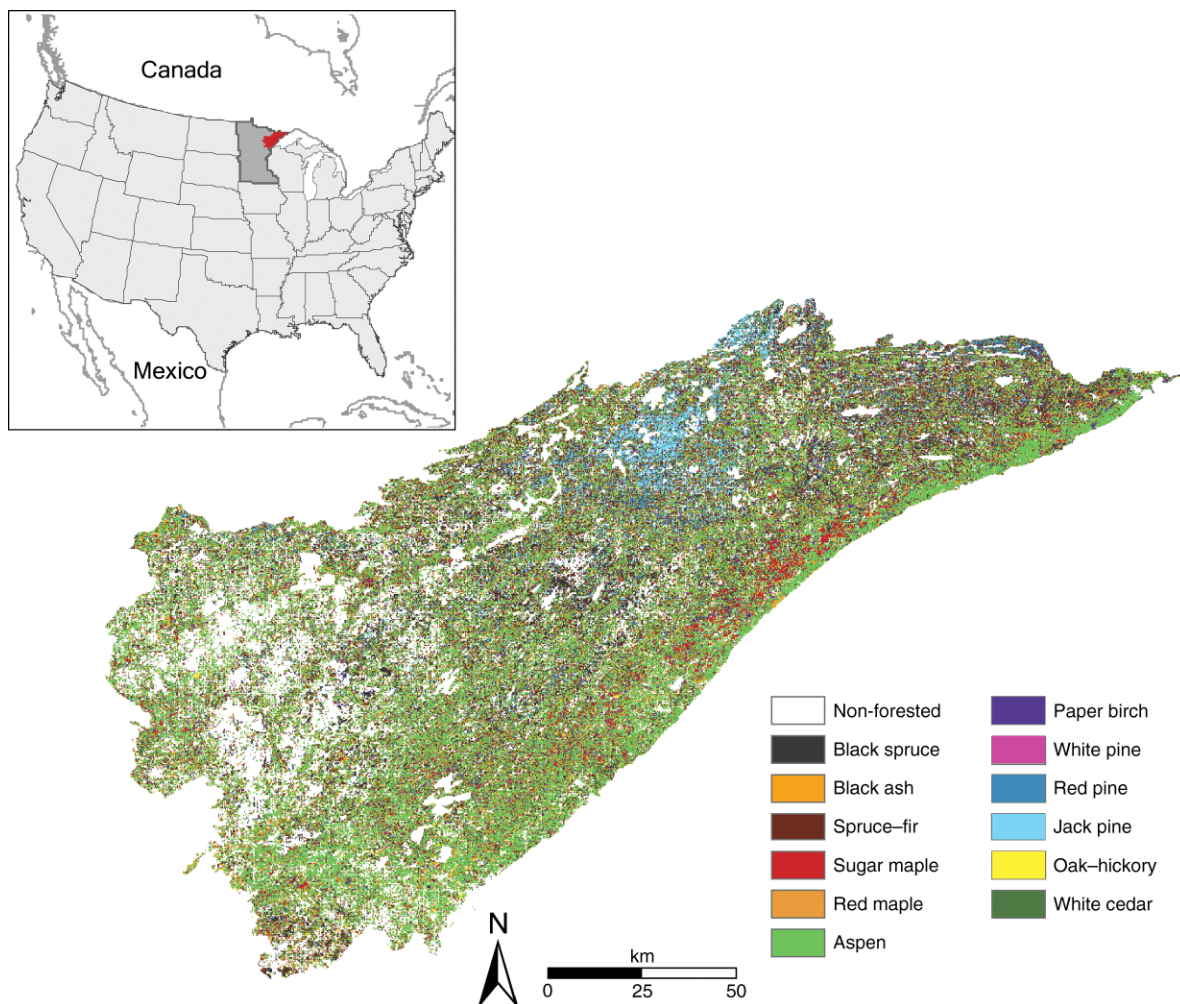 Canada
Mexico
Non-forested
Black spruce
Black ash
Spruce–fir
Sugar maple
Red maple
Aspen
Paper birch
White pine
Red pine
Jack pine
Oak–hickory
White cedar
N
km
0 25 50